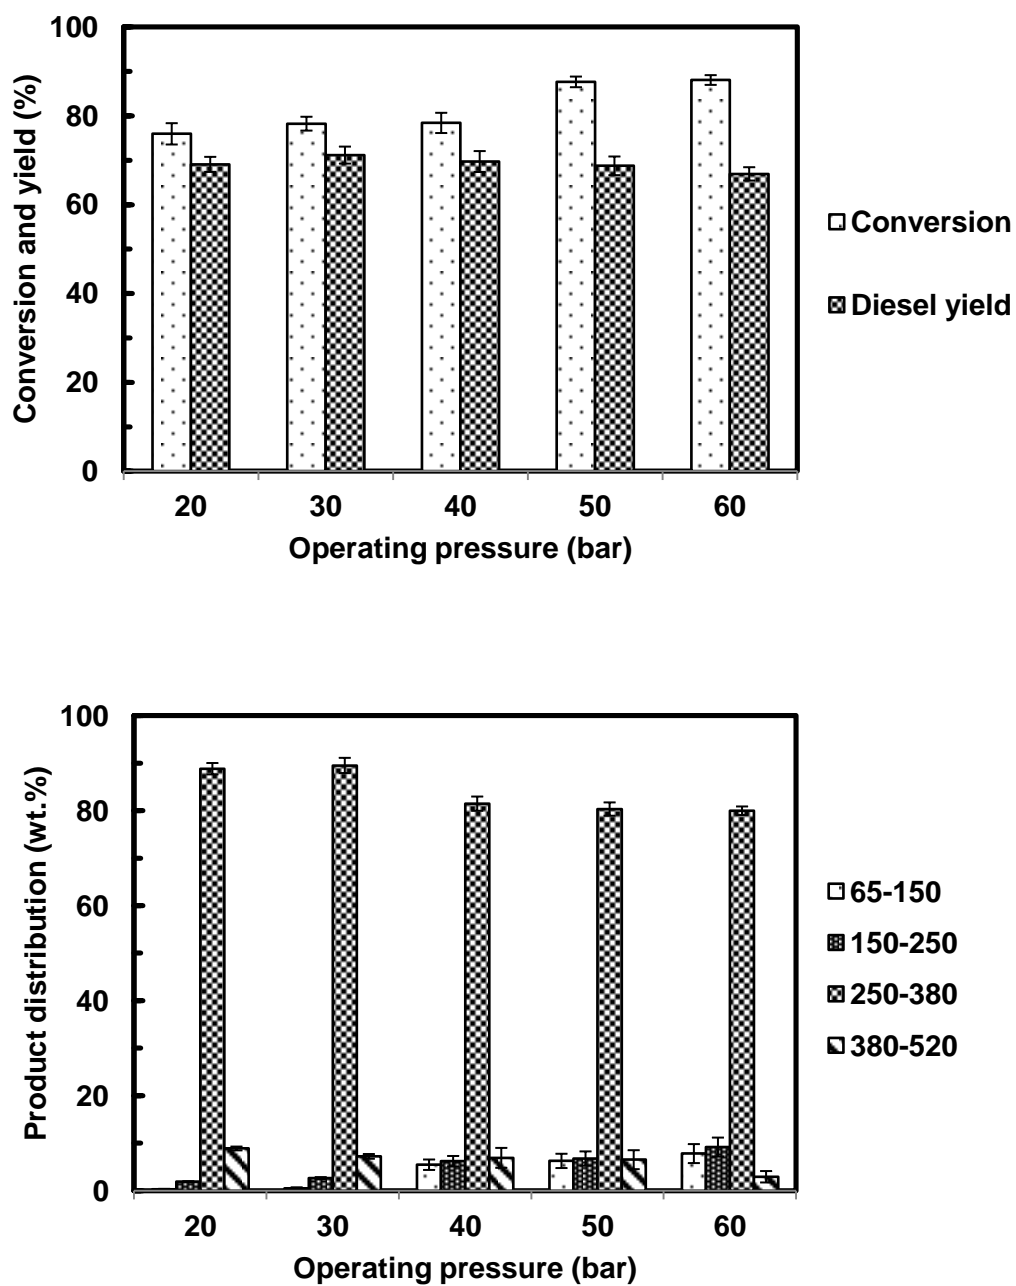 100
80
60
40
20
0
Conversion and yield (%)
20 30 40 50 60
Operating pressure (bar)
Conversion
Diesel yield
100
80
60
40
20
0
Product distribution (wt.%)
20 30 40 50 60
Operating pressure (bar)
65-150
150-250
250-380
380-520